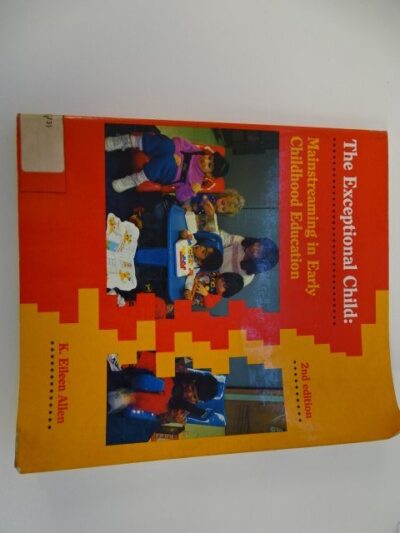 The Exceptional Child:
Mainstreaming in Early
Childhood Education
2nd edition
K. Eileen Allen